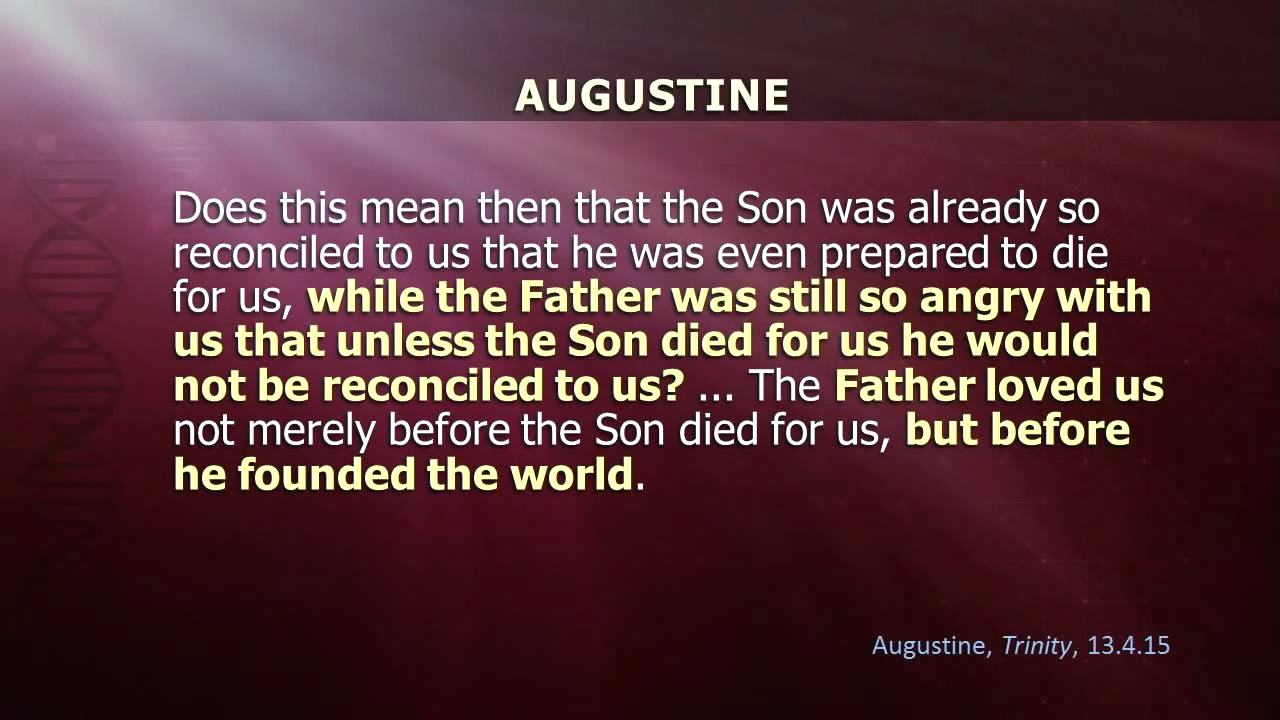 AUGUSTINE
Does this mean then that the Son was already so
reconciled to us that he was even prepared to die
for us, while the Father was still so angry with
us that unless the Son died for us he would
not be reconciled to us? ... The Father loved us
not merely before the Son died for us, but before
he founded the world.
Augustine, Trinity, 13.4.15